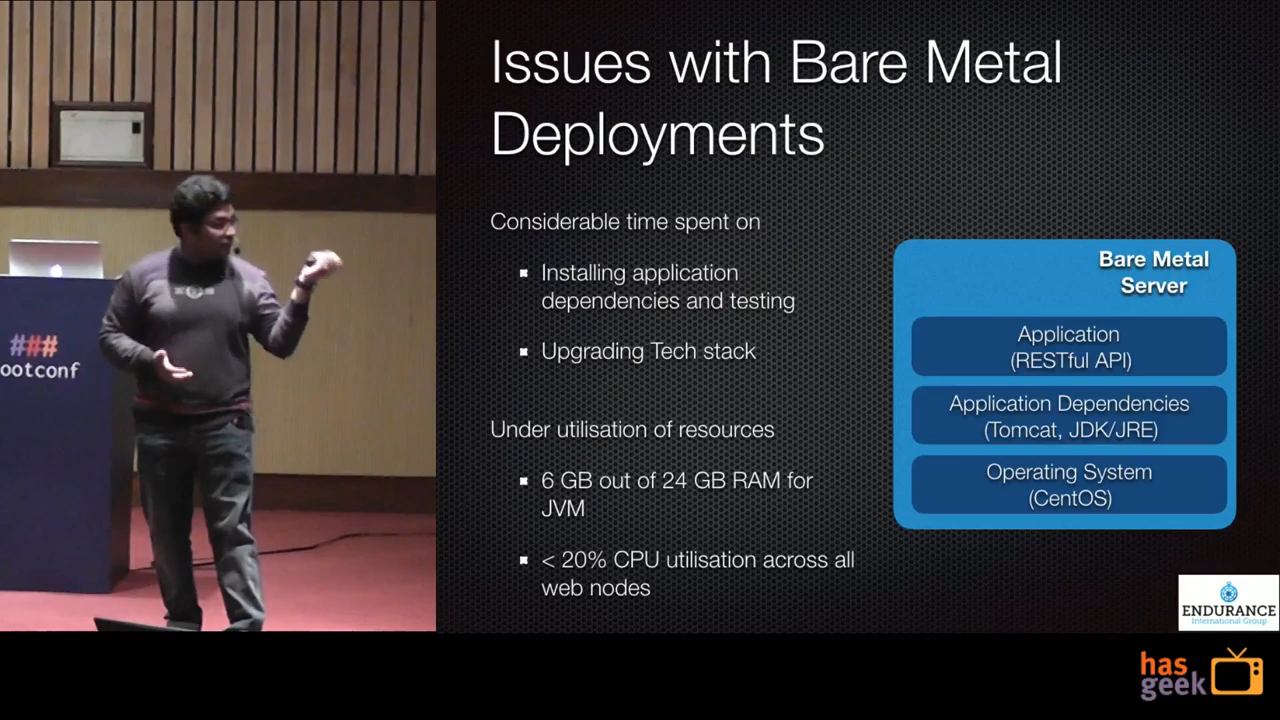 Issues with Bare Metal
Deployments
Considerable time spent on
Installing application
dependencies and testing
Upgrading Tech stack
Under utilisation of resources
6 GB out of 24 GB RAM for
JVM
< 20% CPU utilisation across all
web nodes
Bare Metal
Server
Application
(RESTful API)
Application Dependencies
(Tomcat, JDK/JRE)
Operating System
(CentOS)
###
ootconf
ENDURANCE
International Group
has
geek